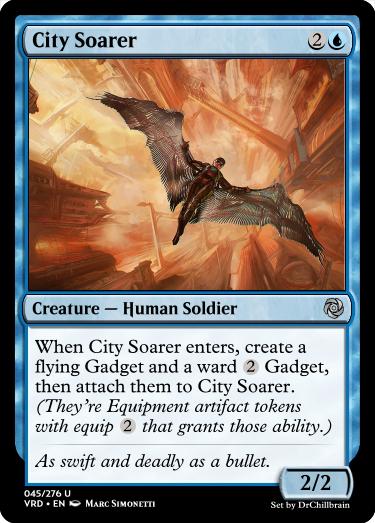 City Soarer 2
Creature — Human Soldier
When City Soarer enters, create a
flying Gadget and a ward 2 Gadget,
then attach them to City Soarer.
(They're Equipment artifact tokens
with equip 2 that grants those ability.)
As swift and deadly as a bullet.
2/2
045/276 U
VRD • EN Marc Simonetti
Set by DrChillbrain